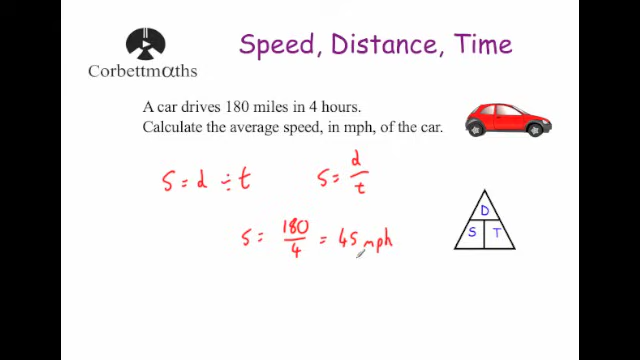 Speed, Distance, Time
Corbettmαths
A car drives 180 miles in 4 hours.
Calculate the average speed, in mph, of the car.
S = d ÷ t
S = d/t
D
S T
S = 180/4 = 45 mph